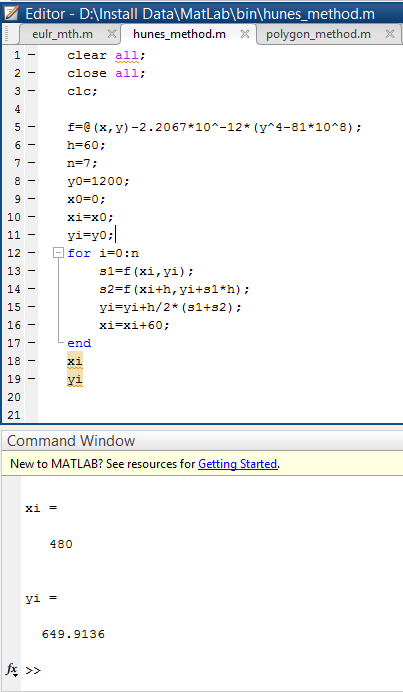 Editor - D:\Install Data\MatLab\bin\hunes_method.m
eulr_mth.m hunes_method.m polygon_method.m
1 clear all;
2 close all;
3 clc;
4
5 f=@(x,y)-2.2067*10^-12*(y^4-81*10^8);
6 h=60;
7 n=7;
8 y0=1200;
9 x0=0;
10 xi=x0;
11 yi=y0;
12 for i=0:n
13 s1=f(xi,yi);
14 s2=f(xi+h,yi+s1*h);
15 yi=yi+h/2*(s1+s2);
16 xi=xi+60;
17 end
18 xi
19 yi
20
21
Command Window
New to MATLAB? See resources for Getting Started.
xi =
480
yi =
649.9136
fx >>